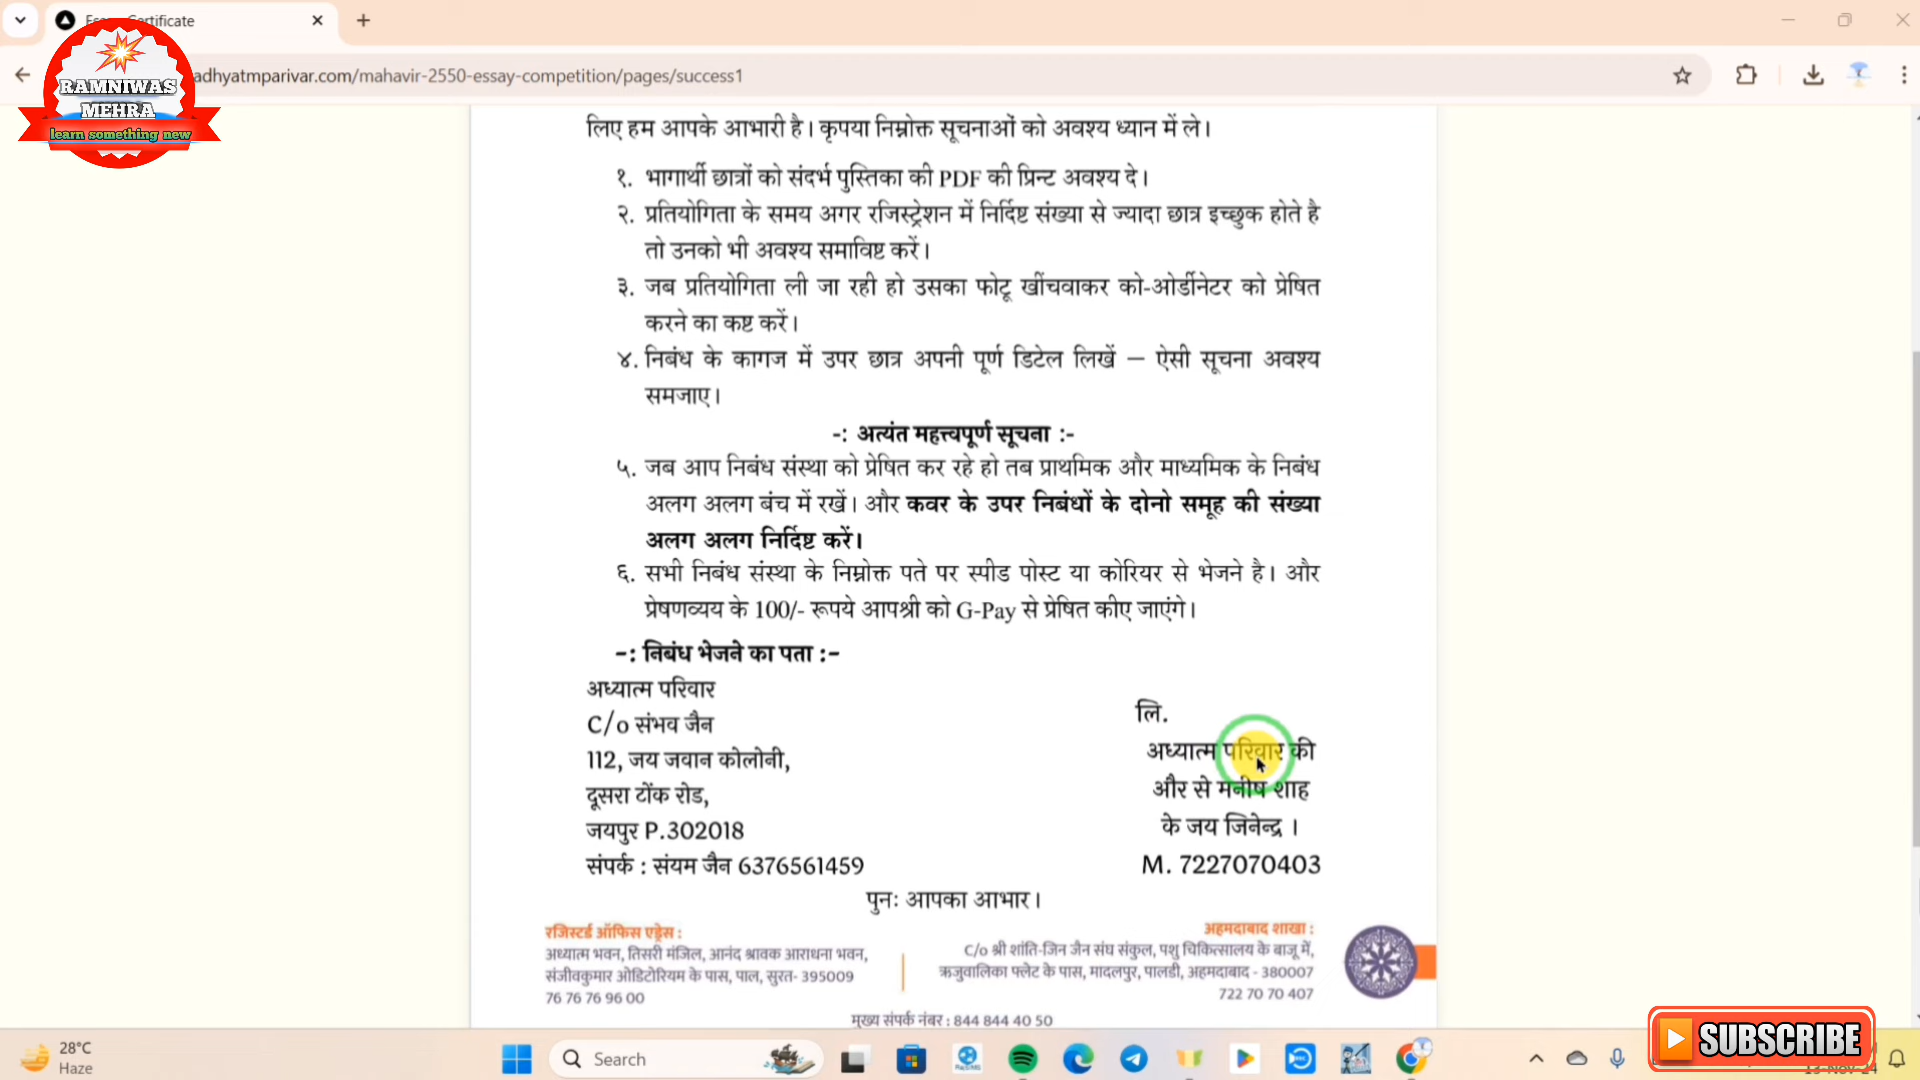 Certificate
adhyatmparivar.com/mahavir-2550-essay-competition/pages/success1
RAMNIWAS
MEHRA
learn something new
लिए हम आपके आभारी है। कृपया निम्नोक्त सूचनाओं को अवश्य ध्यान में ले।
१. भागार्थी छात्रों को संदर्भ पुस्तिका की PDF की प्रिन्ट अवश्य दे।
२. प्रतियोगिता के समय अगर रजिस्ट्रेशन में निर्दिष्ट संख्या से ज्यादा छात्र इच्छुक होते है
तो उनको भी अवश्य समाविष्ट करें।
३. जब प्रतियोगिता ली जा रही हो उसका फोटू खींचवाकर को-ओर्डीनेटर को प्रेषित
करने का कष्ट करें।
४. निबंध के कागज में उपर छात्र अपनी पूर्ण डिटेल लिखें – ऐसी सूचना अवश्य
समजाए।
-: अत्यंत महत्त्वपूर्ण सूचना :-
५. जब आप निबंध संस्था को प्रेषित कर रहे हो तब प्राथमिक और माध्यमिक के निबंध
अलग अलग बंच में रखें। और कवर के उपर निबंधों के दोनो समूह की संख्या
अलग अलग निर्दिष्ट करें।
६. सभी निबंध संस्था के निम्नोक्त पते पर स्पीड पोस्ट या कोरियर से भेजने है। और
प्रेषणव्यय के 100/- रूपये आपश्री को G-Pay से प्रेषित कीए जाएंगे।
-: निबंध भेजने का पता :-
अध्यात्म परिवार
C/o संभव जैन
112, जय जवान कोलोनी,
दूसरा टोंक रोड,
जयपुर P.302018
संपर्क : संयम जैन 6376561459
लि.
अध्यात्म परिवार की
और से मनीष शाह
के जय जिनेन्द्र ।
M. 7227070403
पुनः आपका आभार।
रजिस्टर्ड ऑफिस एड्रेस :
अध्यात्म भवन, तिसरी मंजिल, आनंद श्रावक आराधना भवन,
संजीवकुमार ओडिटोरियम के पास, पाल, सुरत- 395009
76 76 76 96 00
अहमदाबाद शाखा :
C/o श्री शांति-जिन जैन संघ संकुल, पशु चिकित्सालय के बाजू में,
ऋजुवालिका फ्लेट के पास, मादलपुर, पालडी, अहमदाबाद - 380007
722 70 70 407
मुख्य संपर्क नंबर : 844 844 40 50
28°C
Haze
Search
SUBSCRIBE